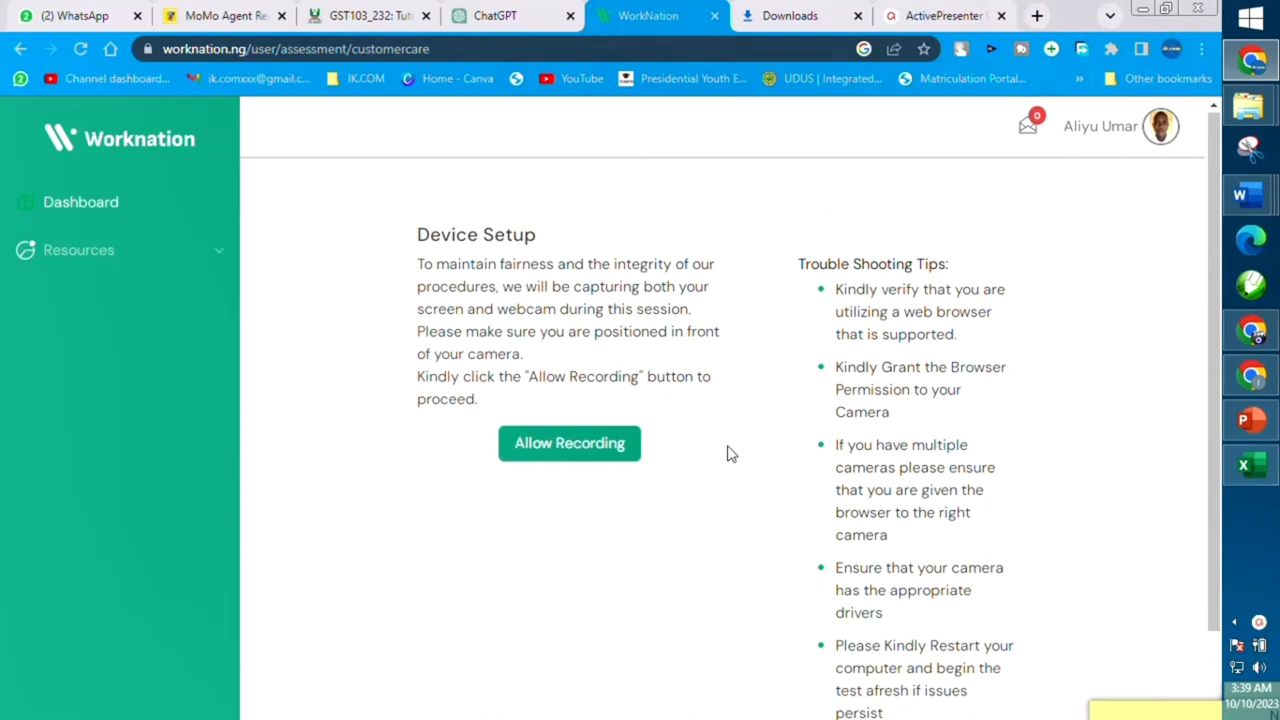 (2) WhatsApp
MoMo Agent Re
GST103_232: Tut
ChatGPT
WorkNation
Downloads
ActivePresenter S
worknation.ng/user/assessment/customercare
Channel dashboard...
ik.comxxx@gmail.c...
IK.COM
Home - Canva
YouTube
Presidential Youth E...
UDUS | Integrated...
Matriculation Portal...
»
Other bookmarks
Worknation
0
Aliyu Umar
Dashboard
Resources
Device Setup
To maintain fairness and the integrity of our
procedures, we will be capturing both your
screen and webcam during this session.
Please make sure you are positioned in front
of your camera.
Kindly click the "Allow Recording" button to
proceed.
Allow Recording
Trouble Shooting Tips:
Kindly verify that you are
utilizing a web browser
that is supported.
Kindly Grant the Browser
Permission to your
Camera
If you have multiple
cameras please ensure
that you are given the
browser to the right
camera
Ensure that your camera
has the appropriate
drivers
Please Kindly Restart your
computer and begin the
test afresh if issues
persist
3:39 AM
10/10/2023